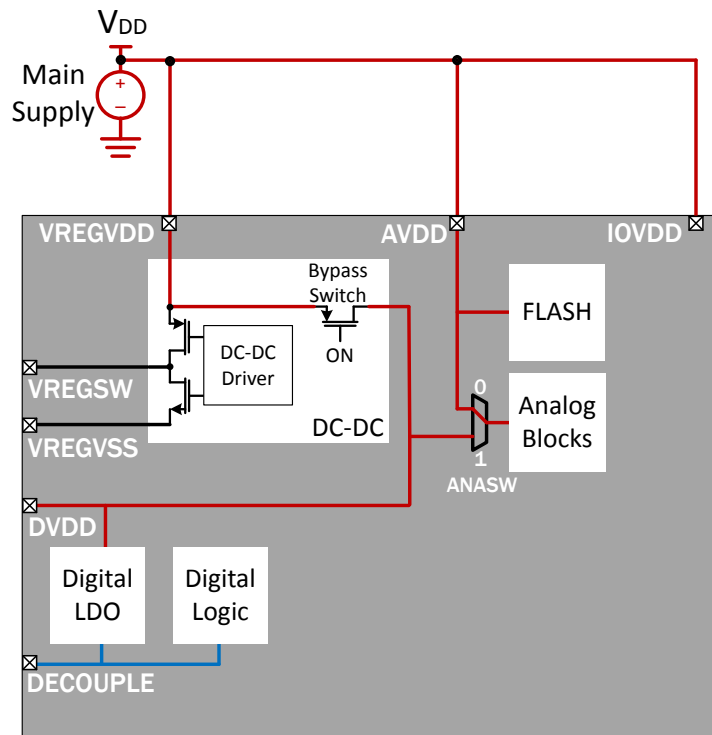 VDD
Main
Supply
+
−
VREGVDD
AVDD
IOVDD
Bypass
Switch
ON
DC-DC
Driver
DC-DC
FLASH
VREGSW
VREGVSS
0
1
ANASW
Analog
Blocks
DVDD
Digital
LDO
Digital
Logic
DECOUPLE